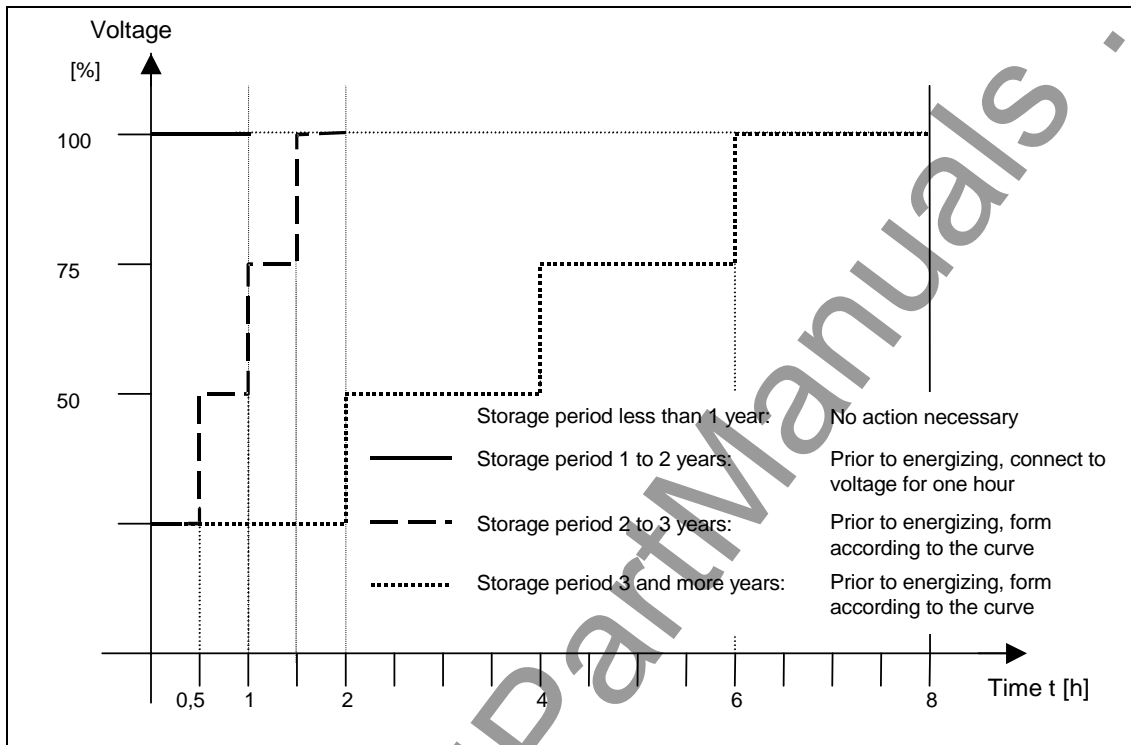 Voltage
[%]
100
75
50
Storage period less than 1 year: No action necessary
Storage period 1 to 2 years: Prior to energizing, connect to
voltage for one hour
Storage period 2 to 3 years: Prior to energizing, form
according to the curve
Storage period 3 and more years: Prior to energizing, form
according to the curve
0,5 1 2 4 6 8
Time t [h]
PartManuals .